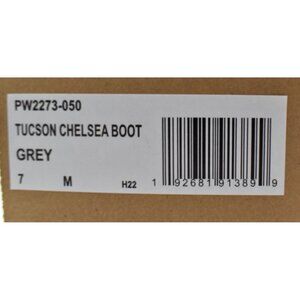 PW2273-050
TUCSON CHELSEA BOOT
GREY
7 M H22
1 92681 91389 9